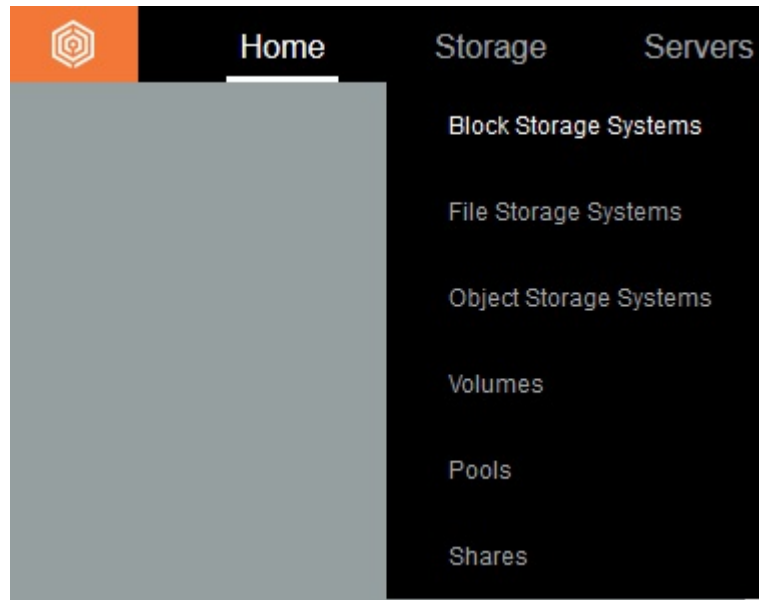 Home Storage Servers
Block Storage Systems
File Storage Systems
Object Storage Systems
Volumes
Pools
Shares